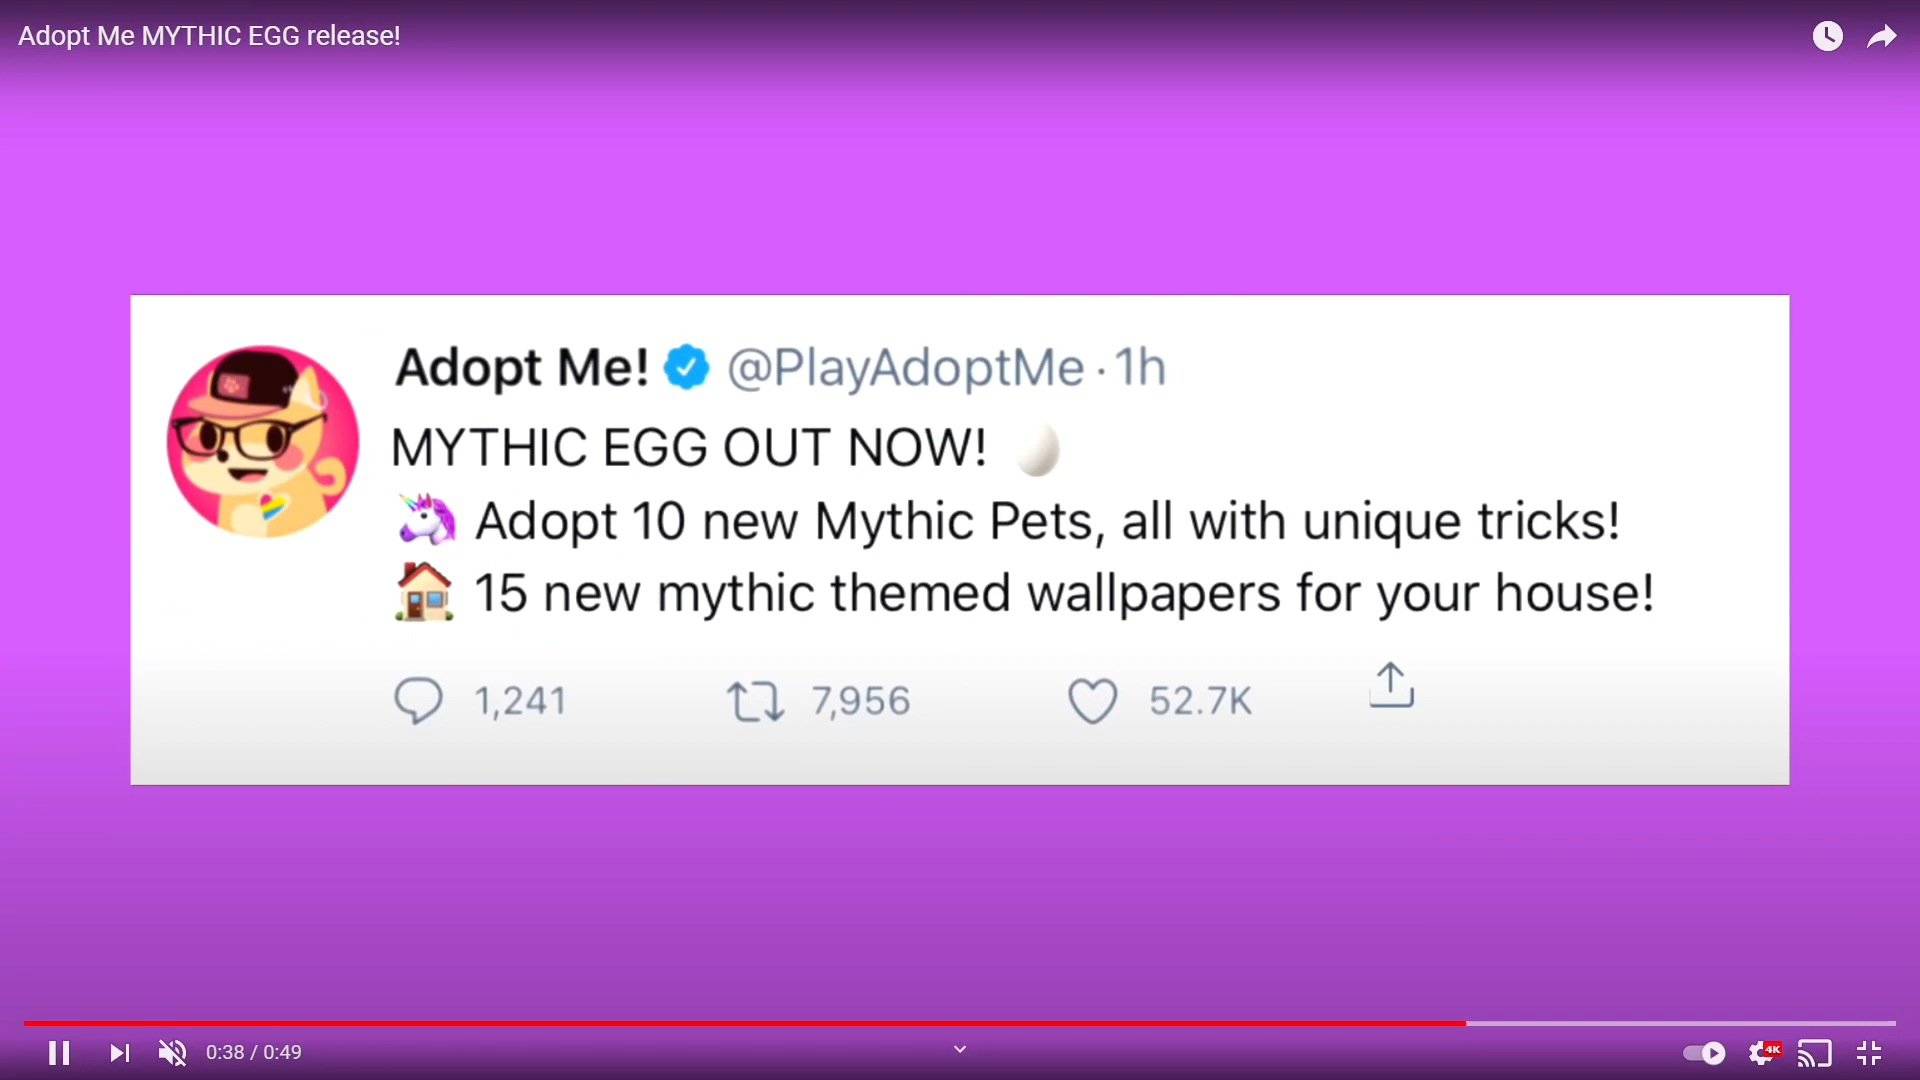 Adopt Me MYTHIC EGG release!
Adopt Me! @PlayAdoptMe · 1h
MYTHIC EGG OUT NOW! 🥚
🦄 Adopt 10 new Mythic Pets, all with unique tricks!
🏠 15 new mythic themed wallpapers for your house!
1,241 7,956 52.7K
0:38 / 0:49
4K